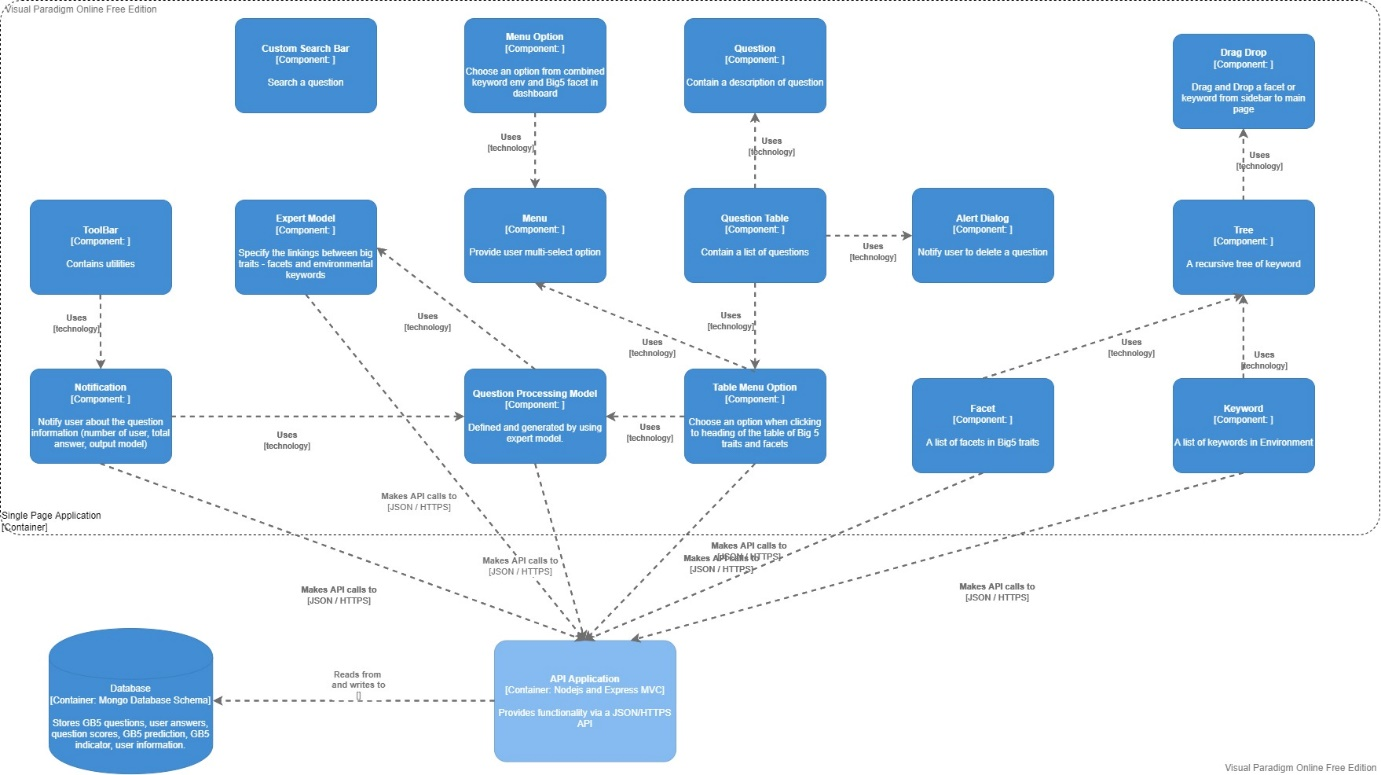 Visual Paradigm Online Free Edition
Custom Search Bar
[Component: ]
Search a question
Menu Option
[Component: ]
Choose an option from combined
keyword env and Big5 facet in
dashboard
Question
[Component: ]
Contain a description of question
Drag Drop
[Component: ]
Drag and Drop a facet or
keyword from sidebar to main
page
Uses
[technology]
Uses
[technology]
Uses
[technology]
ToolBar
[Component: ]
Contains utilities
Expert Model
[Component: ]
Specify the linkings between big
traits - facets and environmental
keywords
Menu
[Component: ]
Provide user multi-select option
Question Table
[Component: ]
Contain a list of questions
Uses
[technology]
Alert Dialog
[Component: ]
Notify user to delete a question
Tree
[Component: ]
A recursive tree of keyword
Uses
[technology]
Uses
[technology]
Uses
[technology]
Uses
[technology]
Uses
[technology]
Uses
[technology]
Notification
[Component: ]
Notify user about the question
information (number of user, total
answer, output model)
Uses
[technology]
Question Processing Model
[Component: ]
Defined and generated by using
expert model.
Uses
[technology]
Table Menu Option
[Component: ]
Choose an option when clicking
to heading of the table of Big 5
traits and facets
Facet
[Component: ]
A list of facets in Big5 traits
Keyword
[Component: ]
A list of keywords in Environment
Single Page Application
[Container]
Makes API calls to
[JSON / HTTPS]
Makes API calls to
[JSON / HTTPS]
Makes API calls to
[JSON / HTTPS]
Makes API calls to
[JSON / HTTPS]
Makes API calls to
[JSON / HTTPS]
Makes API calls to
[JSON / HTTPS]
Database
[Container: Mongo Database Schema]
Stores GB5 questions, user answers,
question scores, GB5 prediction, GB5
indicator, user information.
Reads from
and writes to
[]
API Application
[Container: Nodejs and Express MVC]
Provides functionality via a JSON/HTTPS
API
Visual Paradigm Online Free Edition